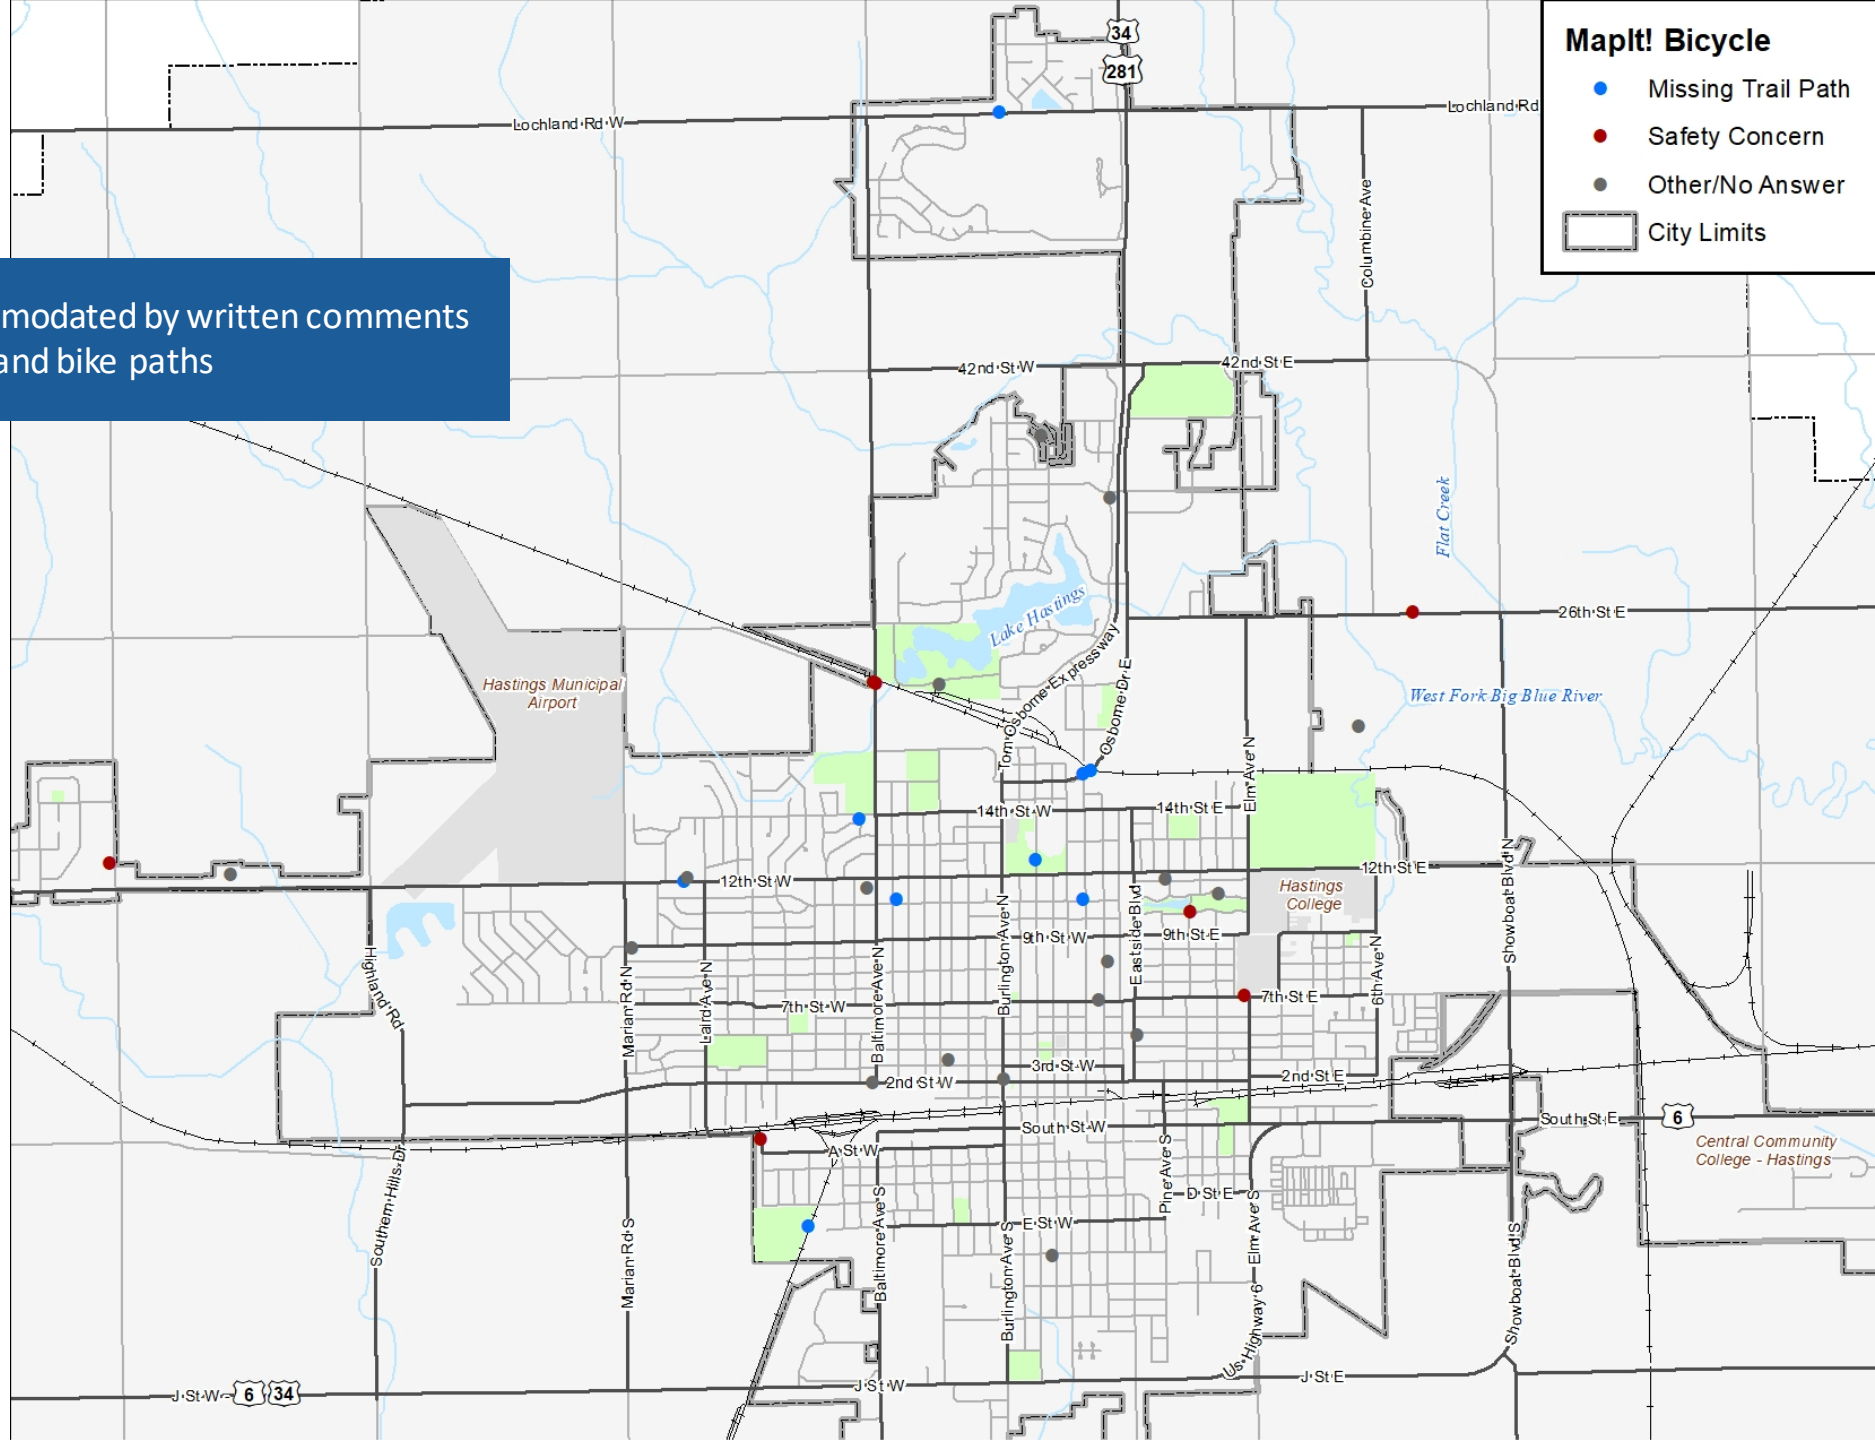 34
281
MapIt! Bicycle
Missing Trail Path
Safety Concern
Other/No Answer
City Limits
Lochland Rd W
Lochland Rd
Columbine Ave
modated by written comments
and bike paths
42nd St W
42nd St E
Flat Creek
Lake Hastings
26th St E
Tom Osborne Expressway
Osborne Dr E
Hastings Municipal
Airport
West Fork Big Blue River
Elm Ave N
14th St W
14th St E
12th St W
12th St E
Hastings
College
Showboat Blvd N
Eastside Blvd
Burlington Ave N
9th St W
9th St E
6th Ave N
Highland Rd
Marian Rd N
Laird Ave N
Baltimore Ave N
7th St W
7th St E
3rd St W
2nd St W
2nd St E
South St W
South St E
6
A St W
Central Community
College - Hastings
Southern Hills Dr
Marian Rd S
Baltimore Ave S
Burlington Ave S
Pine Ave S
D St E
E St W
Elm Ave S
Us Highway 6
Showboat Blvd S
J St W
6
34
J St W
J St E